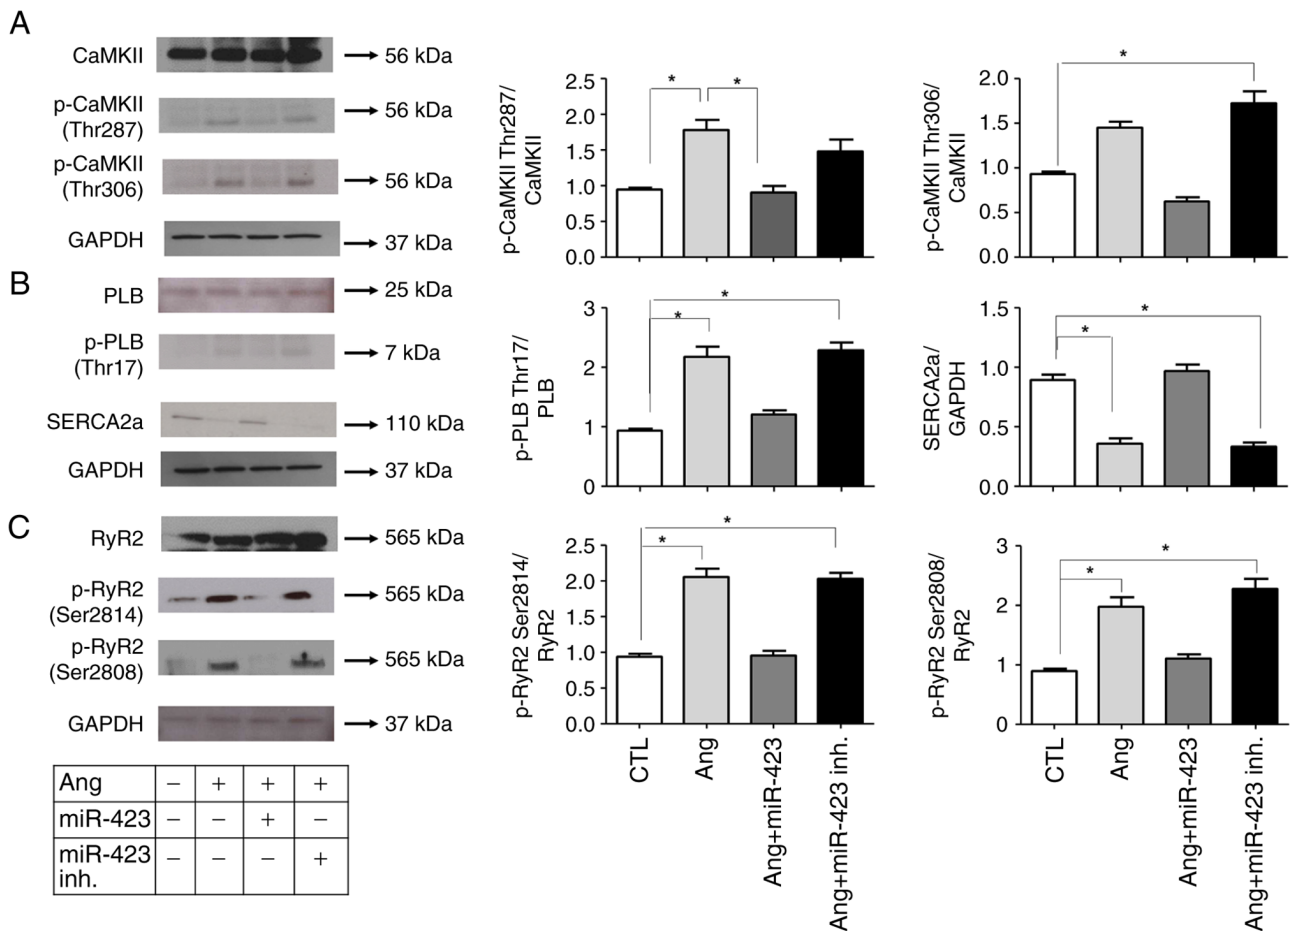 A
CaMKII
56 kDa
p-CaMKII
(Thr287)
56 kDa
p-CaMKII
(Thr306)
56 kDa
GAPDH
37 kDa
p-CaMKII Thr287/
CaMKII
2.5
2.0
1.5
1.0
0.5
0.0
*
*
p-CaMKII Thr306/
CaMKII
2.0
1.5
1.0
0.5
0.0
*
B
PLB
25 kDa
p-PLB
(Thr17)
7 kDa
SERCA2a
110 kDa
GAPDH
37 kDa
p-PLB Thr17/
PLB
3
2
1
0
*
*
SERCA2a/
GAPDH
1.5
1.0
0.5
0.0
*
*
C
RyR2
565 kDa
p-RyR2
(Ser2814)
565 kDa
p-RyR2
(Ser2808)
565 kDa
GAPDH
37 kDa
p-RyR2 Ser2814/
RyR2
2.5
2.0
1.5
1.0
0.5
0.0
*
*
CTL
Ang
Ang+miR-423
Ang+miR-423 inh.
p-RyR2 Ser2808/
RyR2
3
2
1
0
*
*
CTL
Ang
Ang+miR-423
Ang+miR-423 inh.
Ang − + + +
miR-423 − − + −
miR-423
inh. − − − +